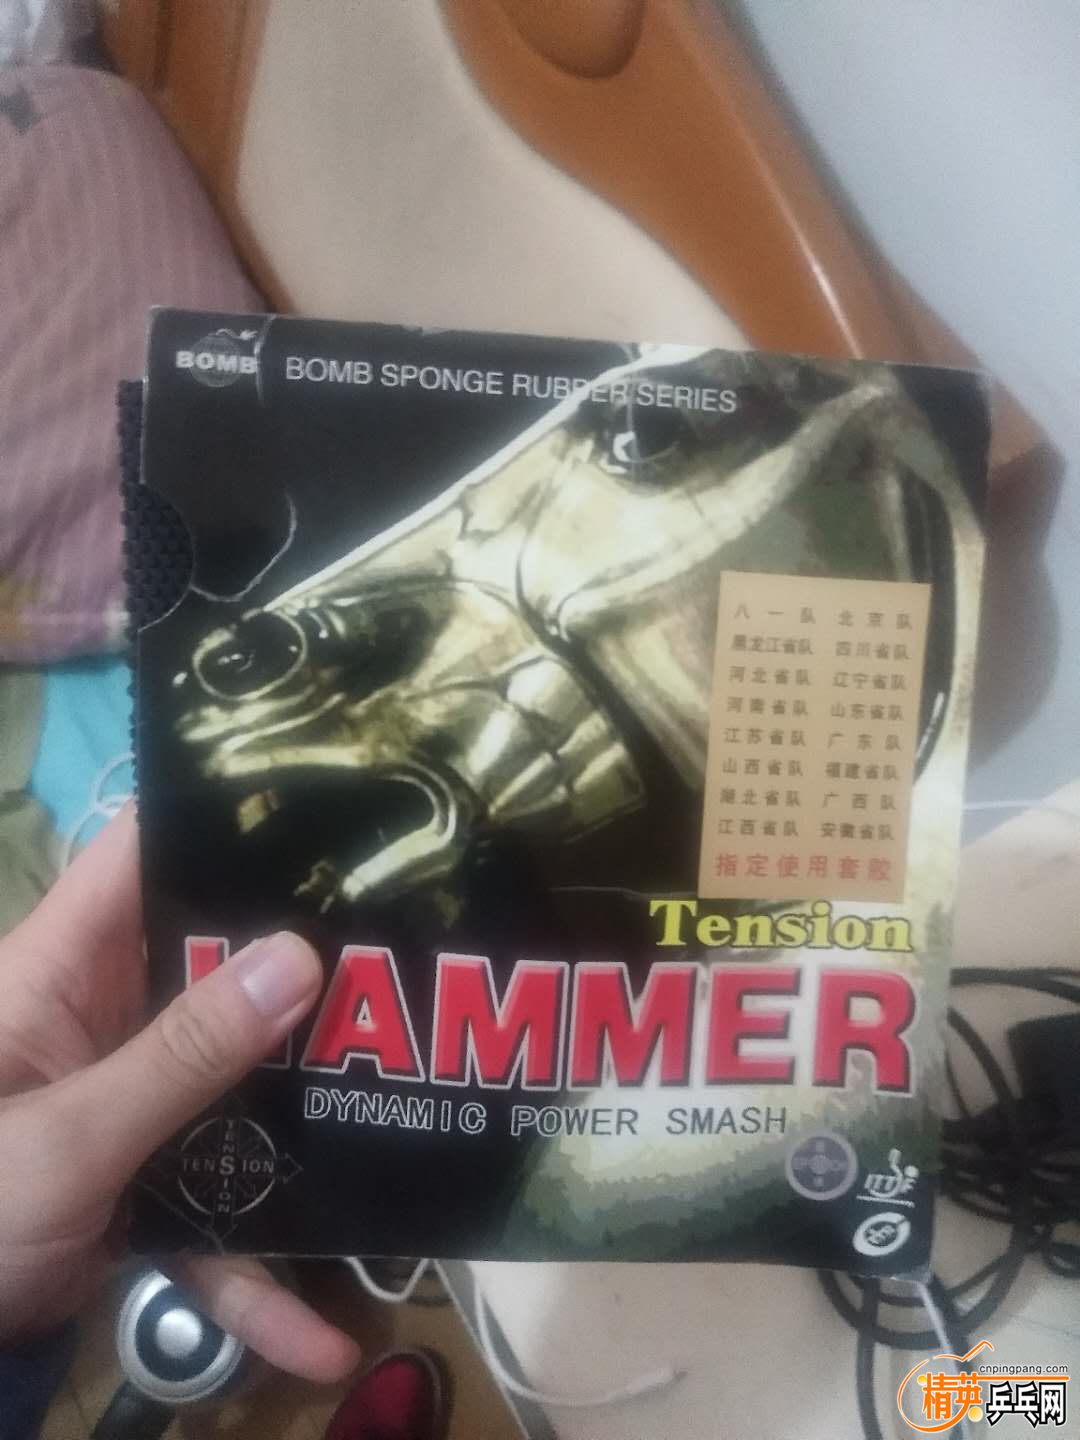 BOMB
BOMB SPONGE RUBBER SERIES
八一队 北京队
黑龙江省队 四川省队
河北省队 辽宁省队
河南省队 山东省队
江苏省队 广东队
山西省队 福建省队
湖北省队 广西队
江西省队 安徽省队
指定使用套胶
Tension
HAMMER
DYNAMIC POWER SMASH
TENSION
TENSION
ITTF
cnpingpang.com
精英乒乓网